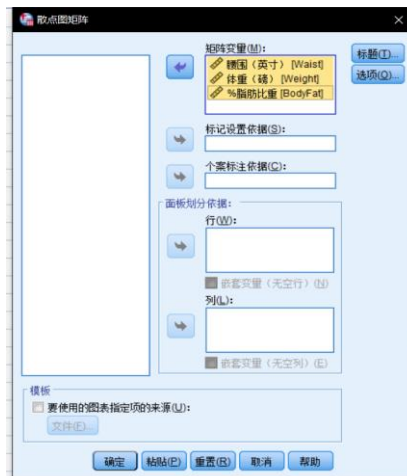 散点图矩阵
矩阵变量(M):
腰围（英寸）[Waist]
体重（磅）[Weight]
%脂肪比重 [BodyFat]
标题(T)...
选项(O)...
标记设置依据(S):
个案标注依据(C):
面板划分依据:
行(W):
嵌套变量（无空行）(N)
列(L):
嵌套变量（无空列）(E)
模板
要使用的图表指定项的来源(U):
文件(F)...
确定
粘贴(P)
重置(R)
取消
帮助